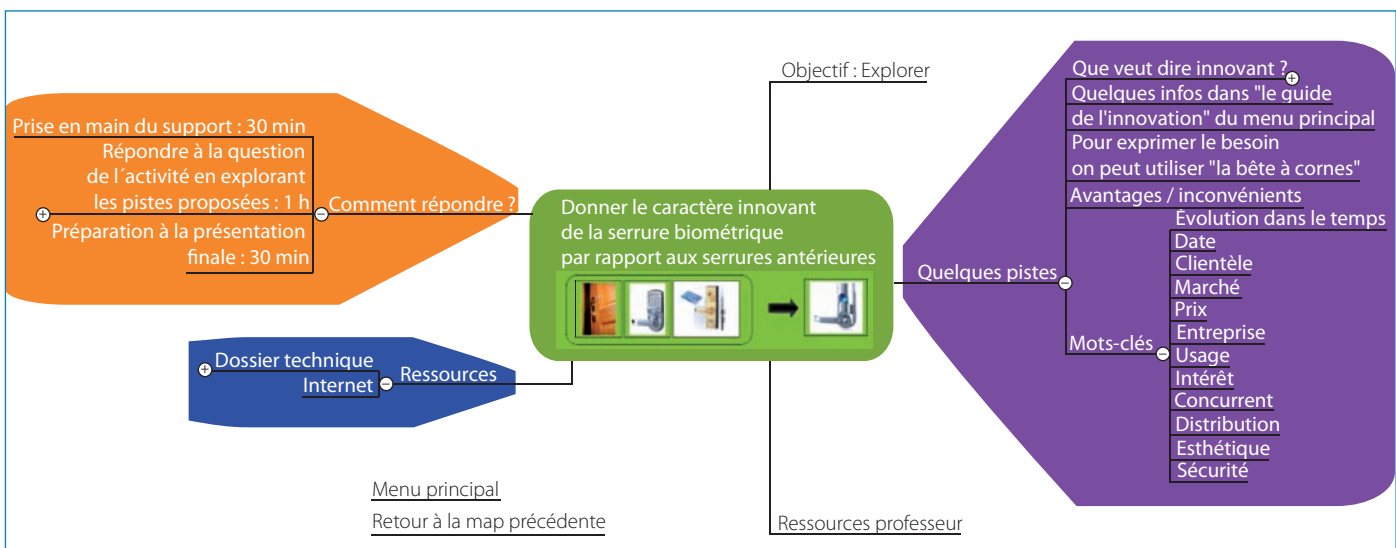 Objectif : Explorer
Prise en main du support : 30 min
Répondre à la question
de l´activité en explorant
les pistes proposées : 1 h
Préparation à la présentation
finale : 30 min
Comment répondre ?
Donner le caractère innovant
de la serrure biométrique
par rapport aux serrures antérieures
Quelques pistes
Que veut dire innovant ?
Quelques infos dans "le guide
de l'innovation" du menu principal
Pour exprimer le besoin
on peut utiliser "la bête à cornes"
Avantages / inconvénients
Mots-clés
Évolution dans le temps
Date
Clientèle
Marché
Prix
Entreprise
Usage
Intérêt
Concurrent
Distribution
Esthétique
Sécurité
Dossier technique
Internet
Ressources
Menu principal
Retour à la map précédente
Ressources professeur